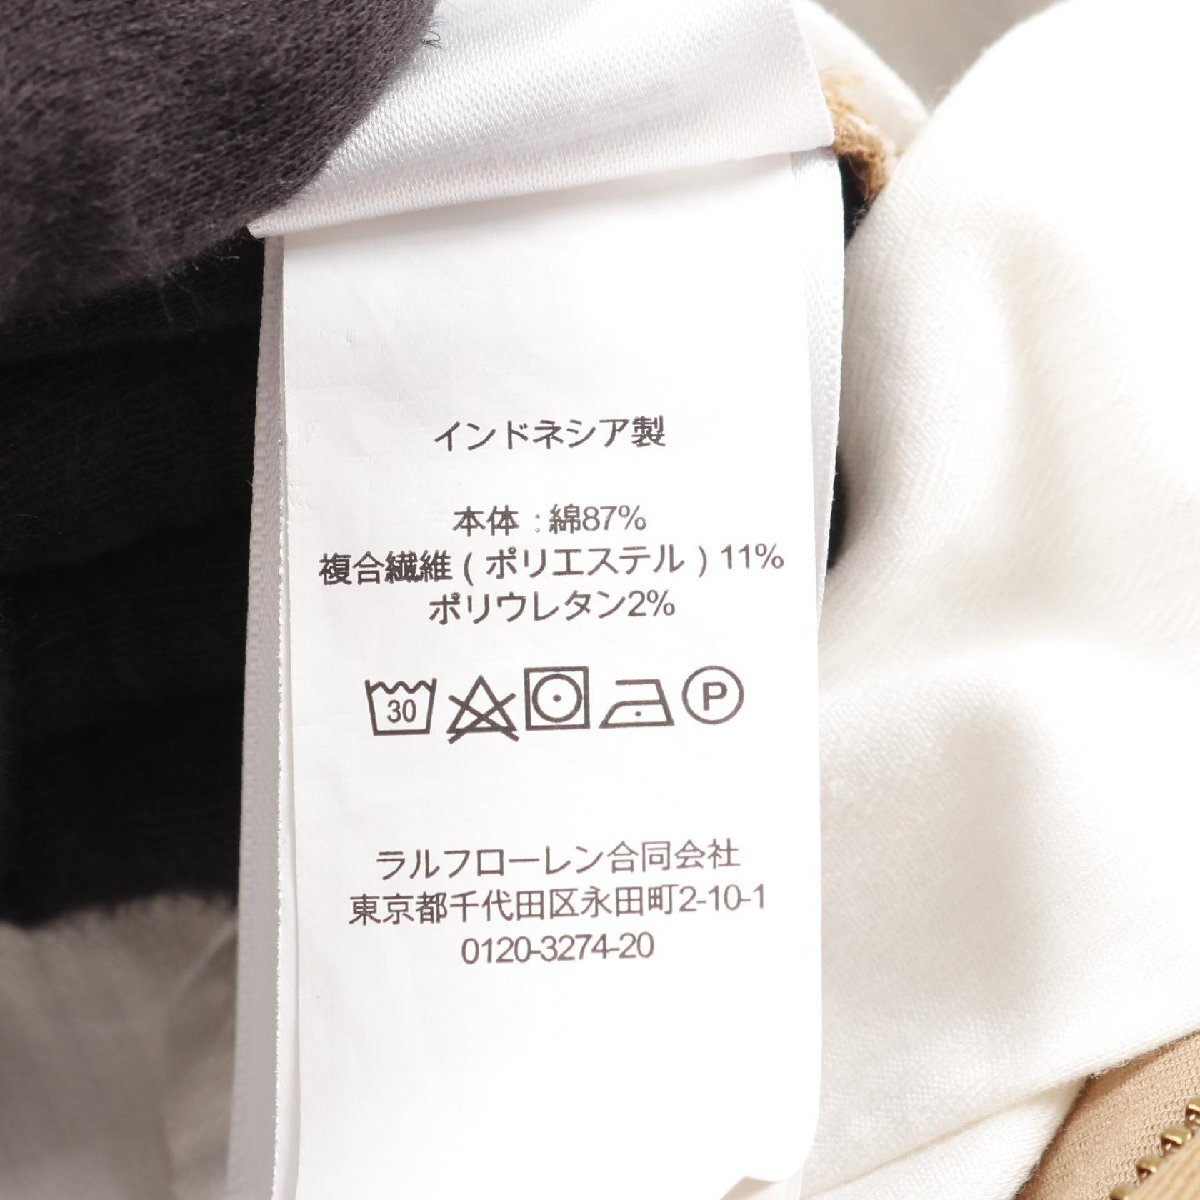 インドネシア製
本体 : 綿87%
複合繊維 ( ポリエステル ) 11%
ポリウレタン2%
30 P
ラルフローレン合同会社
東京都千代田区永田町2-10-1
0120-3274-20